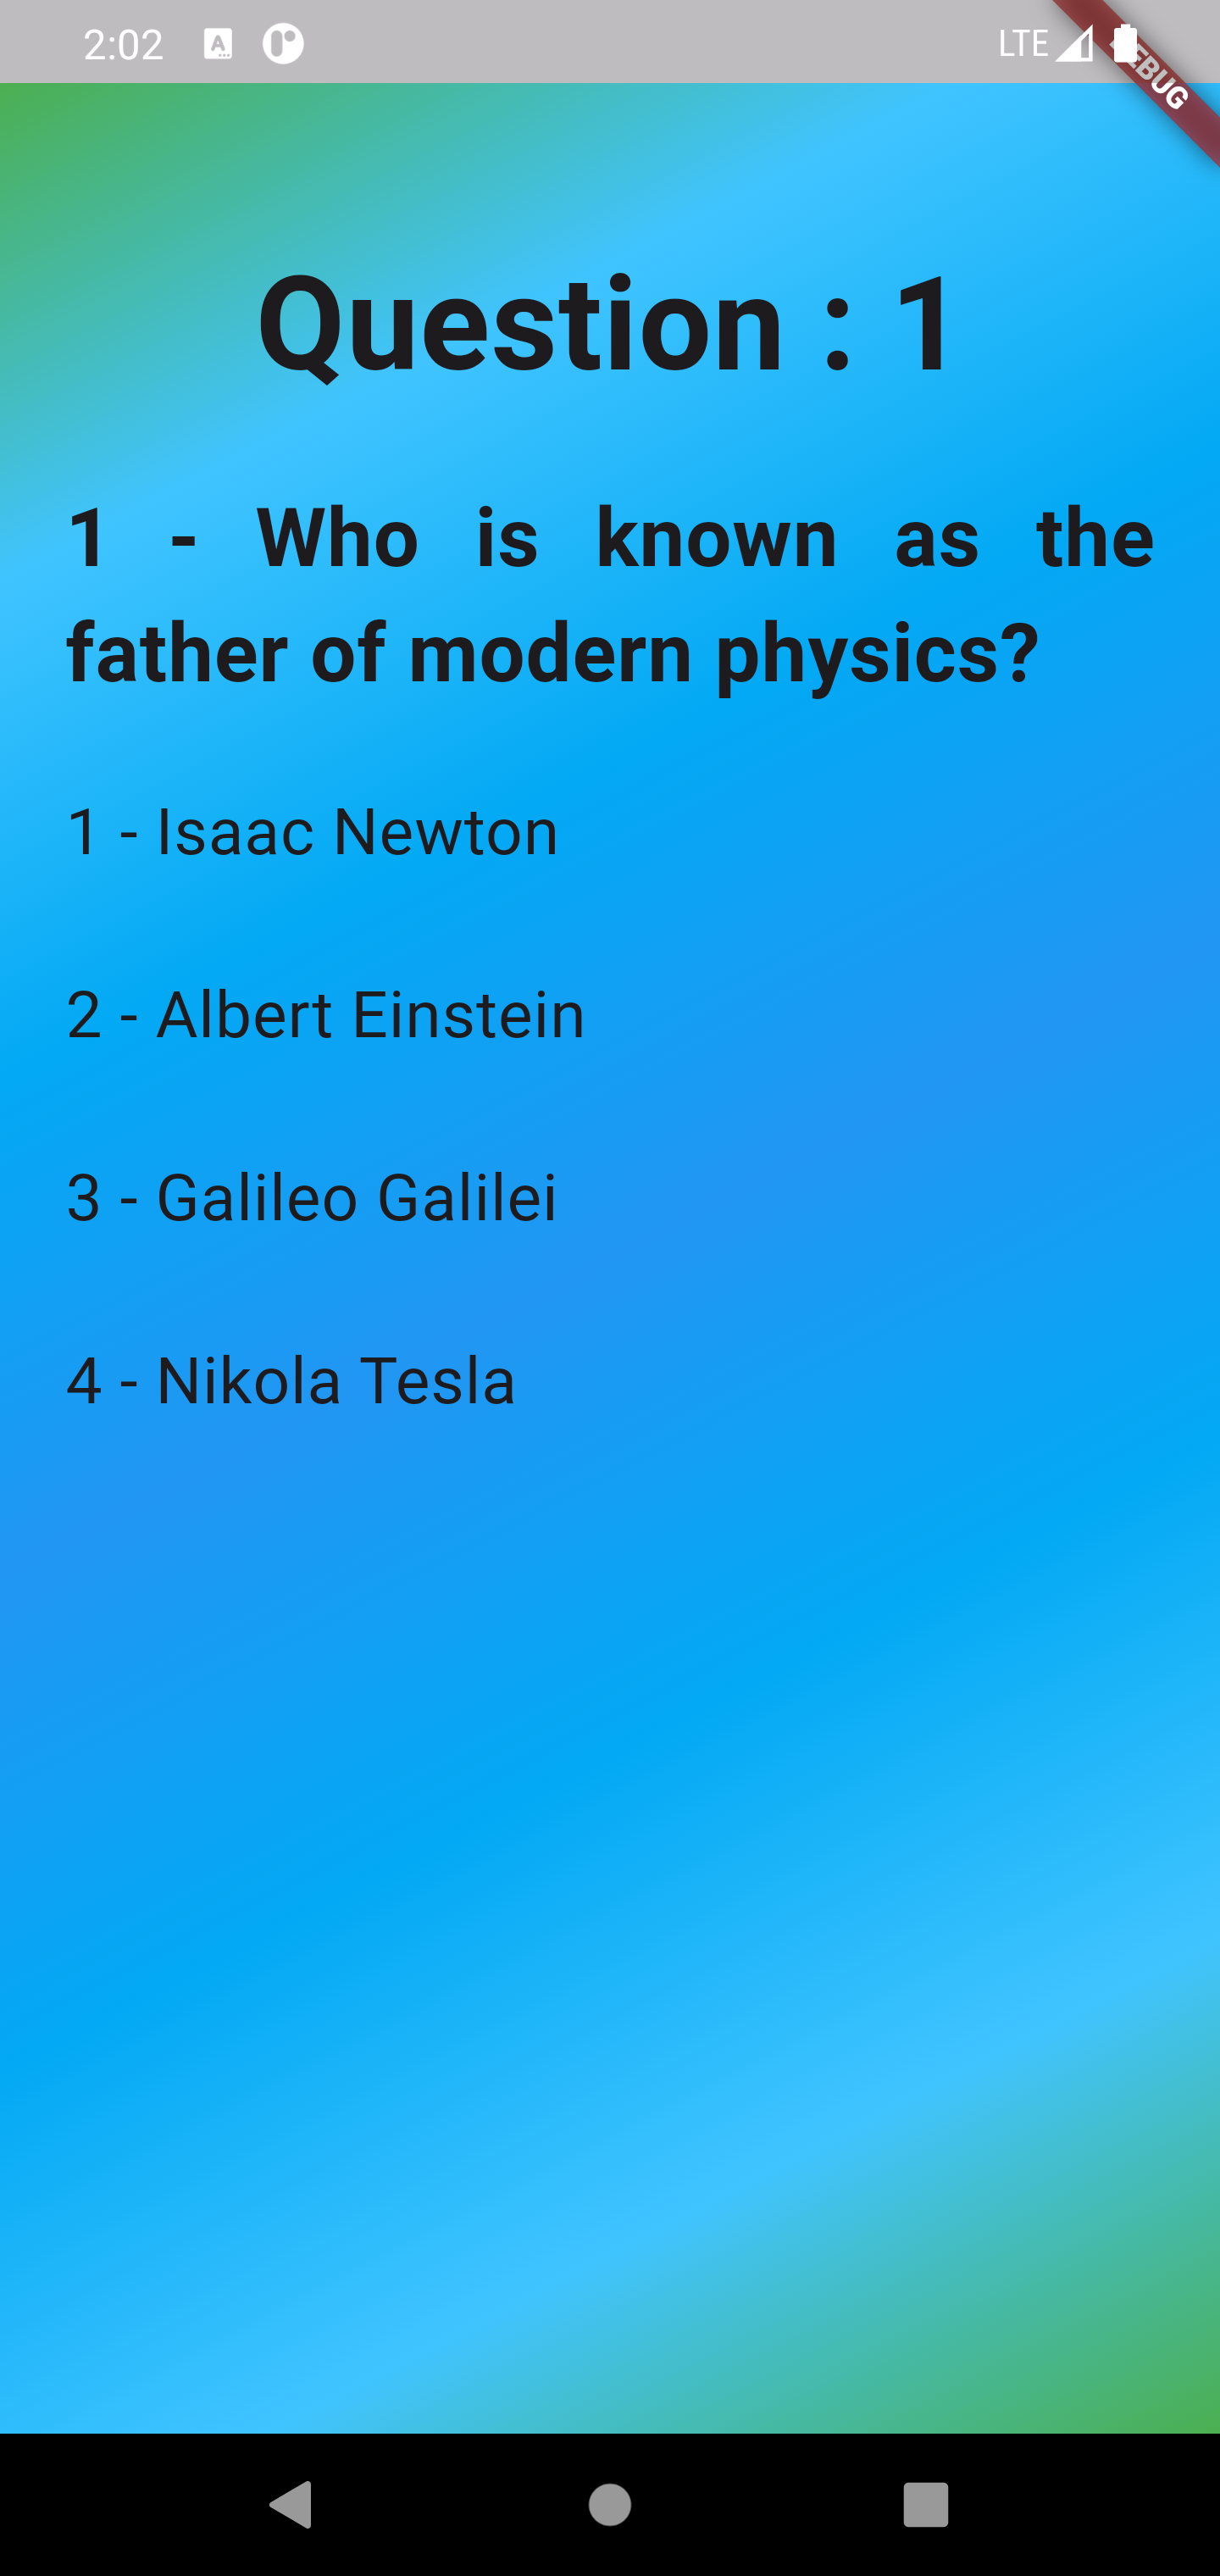 2:02
LTE
DEBUG
Question : 1
1 - Who is known as the
father of modern physics?
1 - Isaac Newton
2 - Albert Einstein
3 - Galileo Galilei
4 - Nikola Tesla